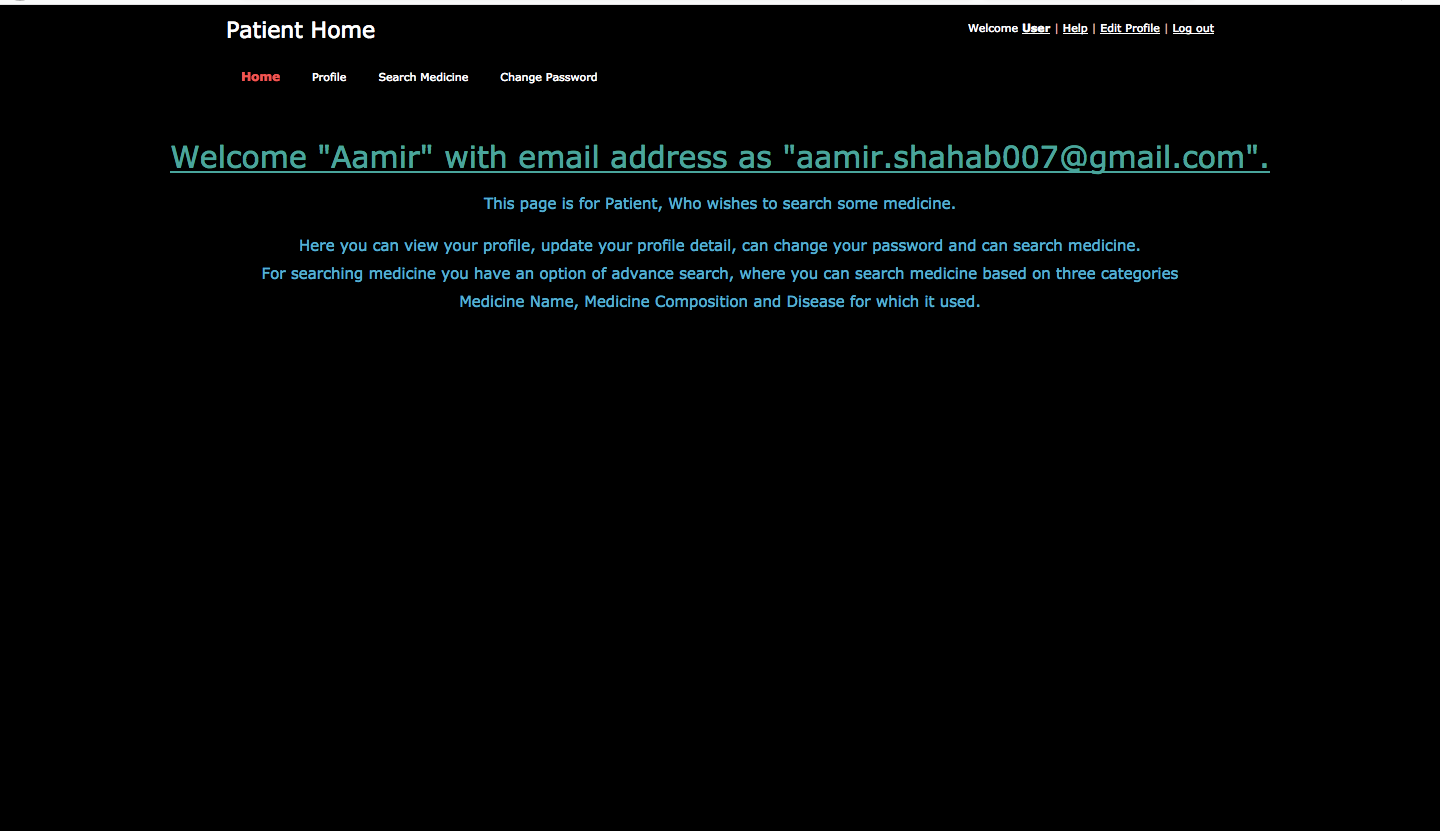 Patient Home
Welcome User | Help | Edit Profile | Log out
Home Profile Search Medicine Change Password
Welcome "Aamir" with email address as "aamir.shahab007@gmail.com".
This page is for Patient, Who wishes to search some medicine.
Here you can view your profile, update your profile detail, can change your password and can search medicine.
For searching medicine you have an option of advance search, where you can search medicine based on three categories
Medicine Name, Medicine Composition and Disease for which it used.